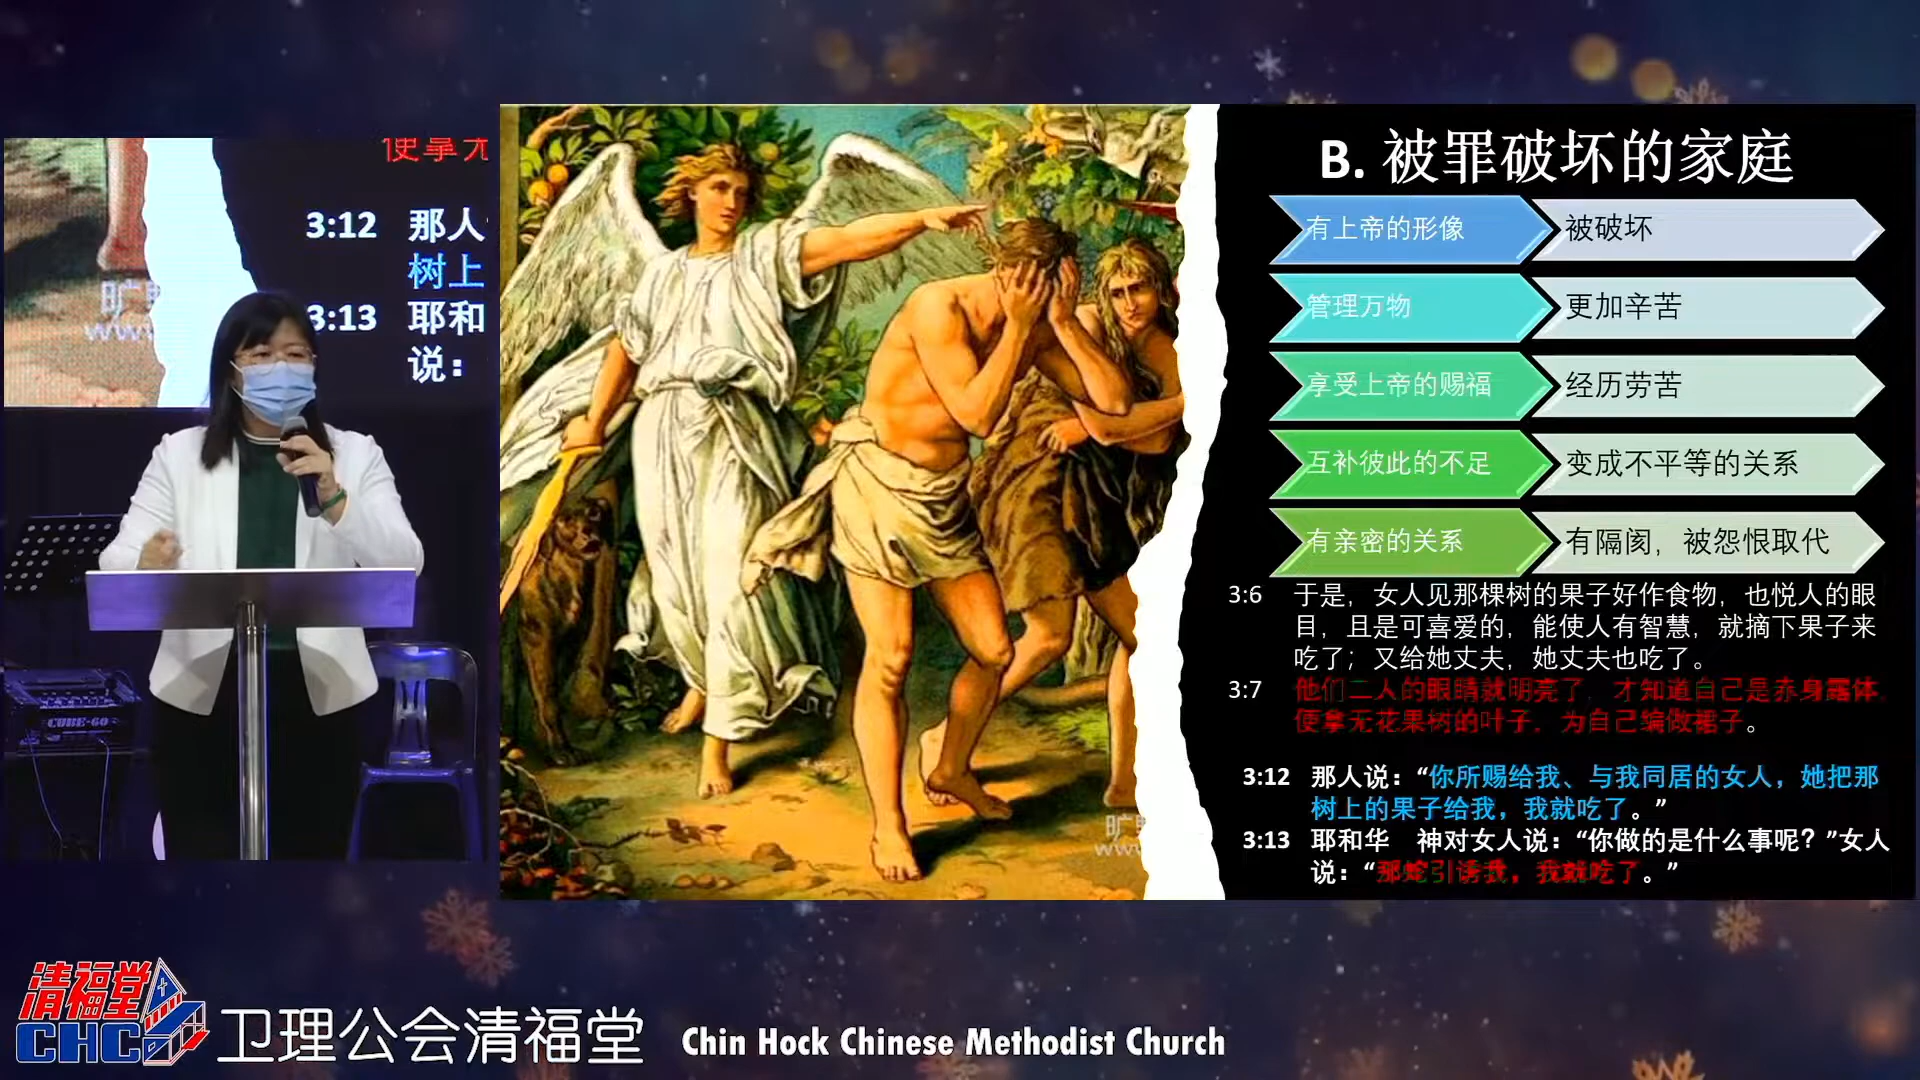 使拿无
3:12 那人
树上
3:13 耶和
说：
B. 被罪破坏的家庭
有上帝的形像 被破坏
管理万物 更加辛苦
享受上帝的赐福 经历劳苦
互补彼此的不足 变成不平等的关系
有亲密的关系 有隔阂，被怨恨取代
3:6 于是，女人见那棵树的果子好作食物，也悦人的眼
目，且是可喜爱的，能使人有智慧，就摘下果子来
吃了；又给她丈夫，她丈夫也吃了。
3:7 他们二人的眼睛就明亮了，才知道自己是赤身露体，
便拿无花果树的叶子，为自己编做裙子。
3:12 那人说：“你所赐给我、与我同居的女人，她把那
树上的果子给我，我就吃了。”
3:13 耶和华　神对女人说：“你做的是什么事呢？”女人
说：“那蛇引诱我，我就吃了。”
CUBE-60
清福堂
CHC
卫理公会清福堂 Chin Hock Chinese Methodist Church